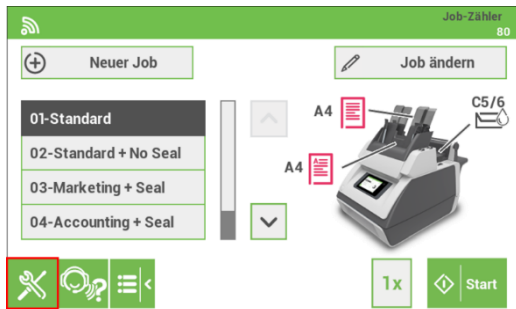 Job-Zähler
80
Neuer Job
Job ändern
01-Standard
02-Standard + No Seal
03-Marketing + Seal
04-Accounting + Seal
A4
C5/6
A4
1x
Start